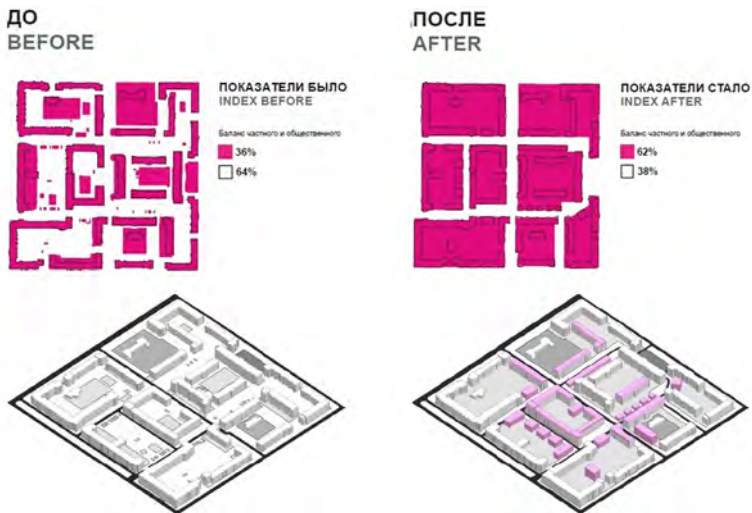 ДО
BEFORE
ПОКАЗАТЕЛИ БЫЛО
INDEX BEFORE
Баланс частного и общественного
36%
64%
ПОСЛЕ
AFTER
ПОКАЗАТЕЛИ СТАЛО
INDEX AFTER
Баланс частного и общественного
62%
38%